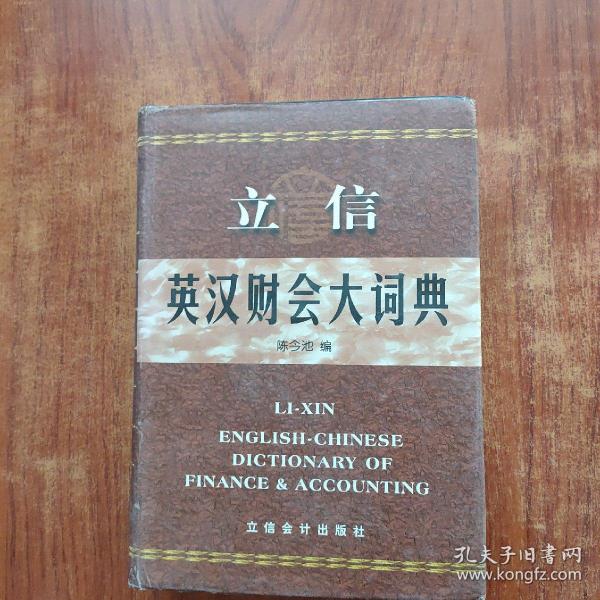 立信
英汉财会大词典
陈今池 编
LI-XIN
ENGLISH-CHINESE
DICTIONARY OF
FINANCE & ACCOUNTING
立信会计出版社
孔夫子旧书网
www.kongfz.com